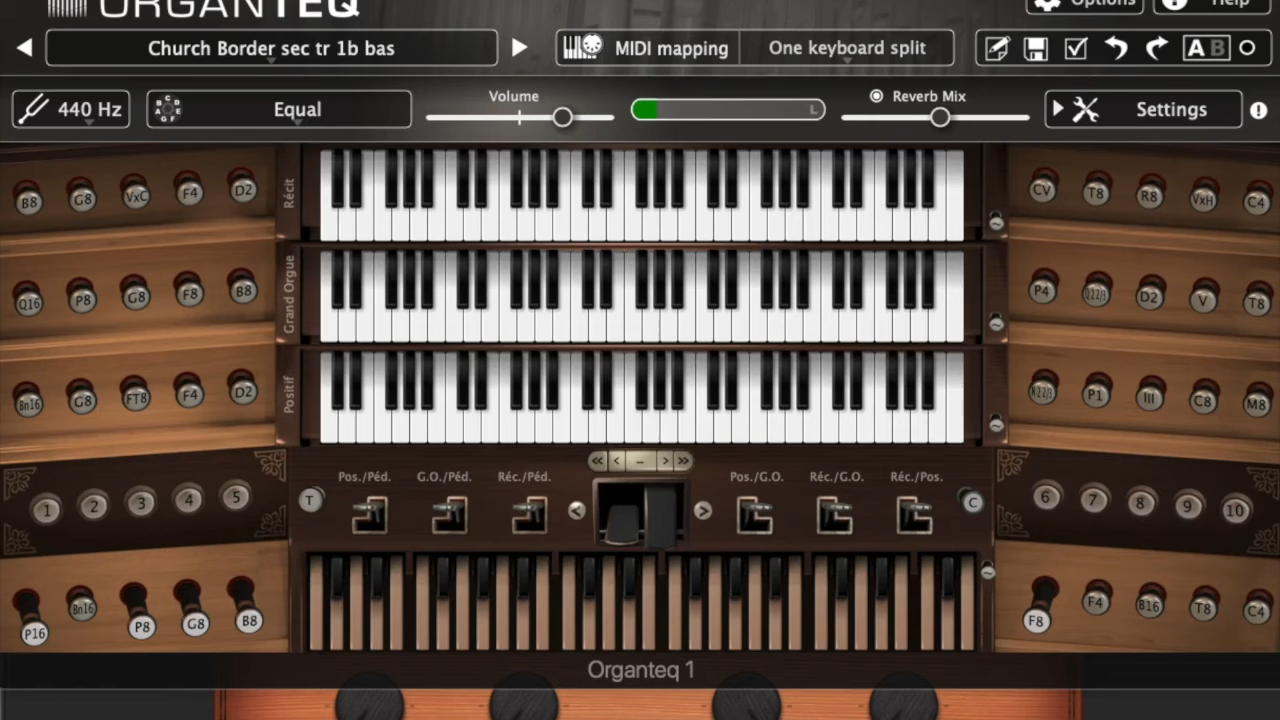 ORGANTEQ
Options Help
Church Border sec tr 1b bas MIDI mapping One keyboard split A B
440 Hz Equal Volume L Reverb Mix Settings
B8 G8 VxC F4 D2 Récit CV T8 R8 VxH C4
Q16 P8 G8 F8 B8 Grand Orgue P4 Q22/3 D2 V T8
Bn16 G8 FT8 F4 D2 Positif N22/3 P1 III C8 M8
<< < – > >>
Pos./Péd. G.O./Péd. Réc./Péd. Pos./G.O. Réc./G.O. Réc./Pos.
1 2 3 4 5 T < > C 6 7 8 9 10
P16 Bn16 P8 G8 B8 F8 F4 B16 T8 C4
Organteq 1